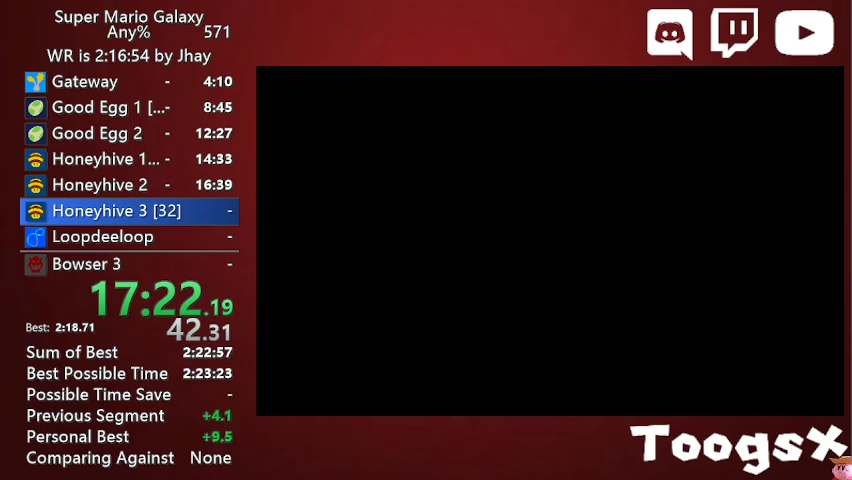 Super Mario Galaxy
Any% 571
WR is 2:16:54 by Jhay
Gateway - 4:10
Good Egg 1 [...- 8:45
Good Egg 2 - 12:27
Honeyhive 1... - 14:33
Honeyhive 2 - 16:39
Honeyhive 3 [32] -
Loopdeeloop -
Bowser 3 -
17:22.19
Best: 2:18.71 42.31
Sum of Best 2:22:57
Best Possible Time 2:23:23
Possible Time Save -
Previous Segment +4.1
Personal Best +9.5
Comparing Against None
ToogsX